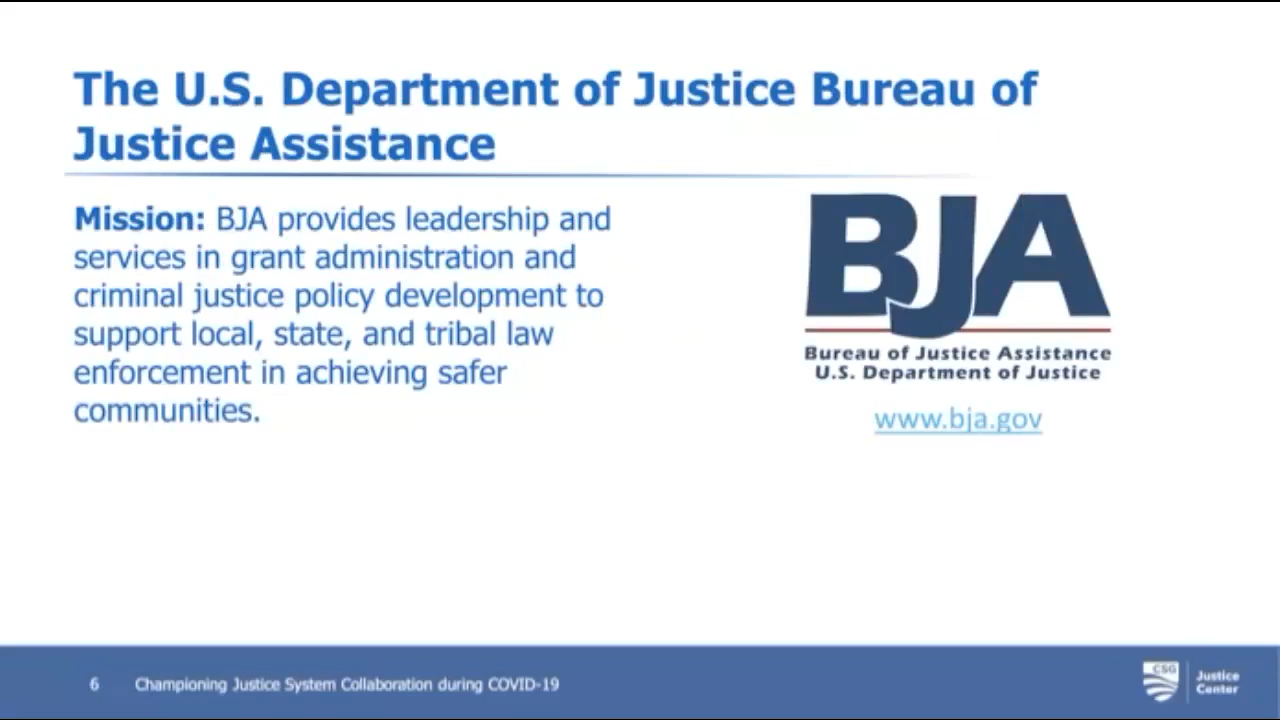 The U.S. Department of Justice Bureau of
Justice Assistance
Mission: BJA provides leadership and
services in grant administration and
criminal justice policy development to
support local, state, and tribal law
enforcement in achieving safer
communities.
BJA
Bureau of Justice Assistance
U.S. Department of Justice
www.bja.gov
6 Championing Justice System Collaboration during COVID-19
CSG
Justice
Center